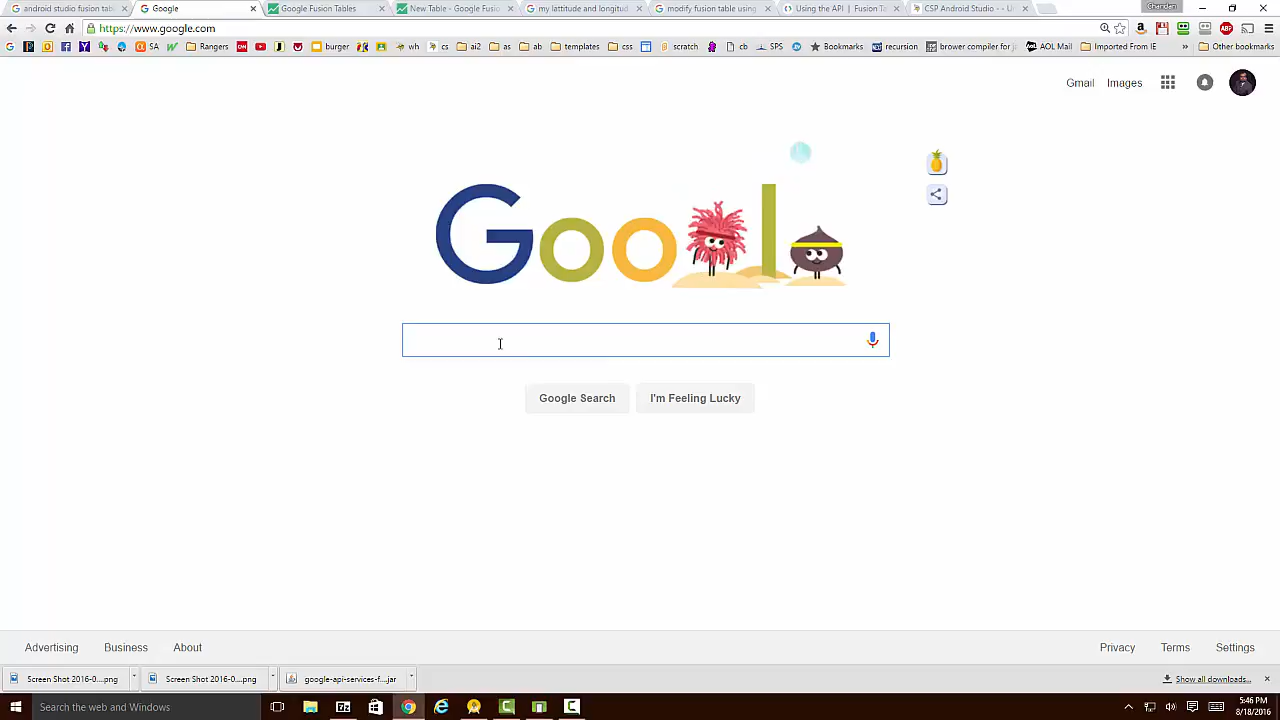 android studio fusion tabl
Google
Google Fusion Tables
New Table - Google Fusio
my lattitude and longitud
modify fusion table using
Using the API | Fusion Ta
CSP Android Studio - - U
https://www.google.com
SA
Rangers
burger
wh
cs
ai2
as
ab
templates
css
scratch
co
SPS
Bookmarks
recursion
brower compiler for j
AOL Mail
Imported From IE
»
Other bookmarks
Gmail
Images
Google
Google Search
I'm Feeling Lucky
Advertising
Business
About
Privacy
Terms
Settings
Screen Shot 2016-0....png
Screen Shot 2016-0....png
google-api-services-f...jar
Show all downloads...
Search the web and Windows
5:46 PM
8/18/2016